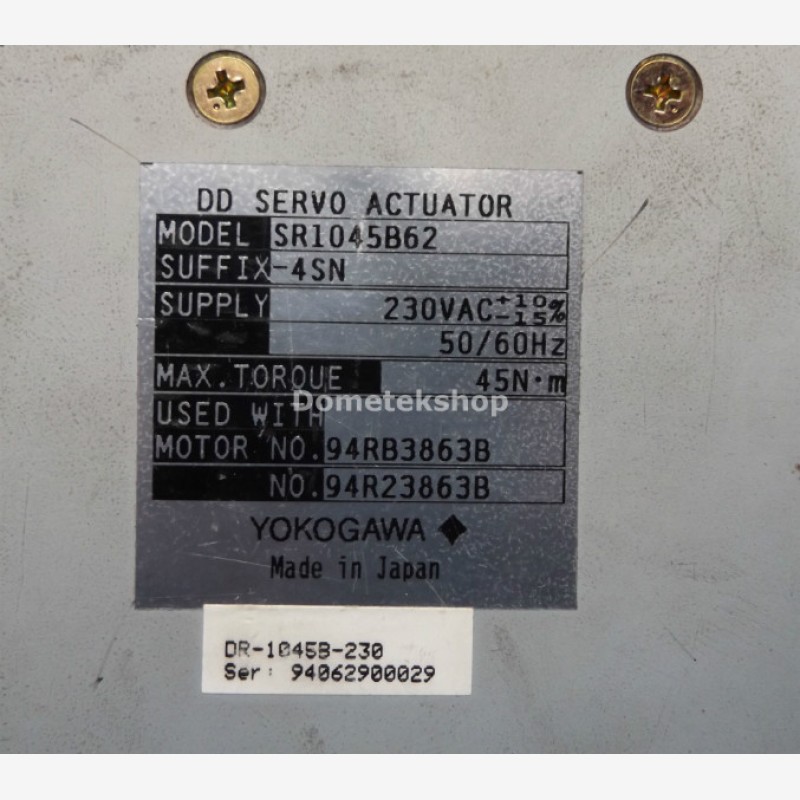 DD SERVO ACTUATOR
MODEL SR1045B62
SUFFIX -4SN
SUPPLY 230VAC +10 -15 %
50/60Hz
MAX.TORQUE 45N·m
Dometekshop
USED WITH
MOTOR NO. 94RB3863B
NO. 94R23863B
YOKOGAWA
Made in Japan
DR-1045B-230
Ser: 94062900029